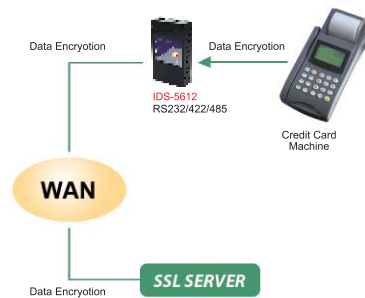 Data Encryotion
Data Encryotion
IDS-5612
RS232/422/485
Credit Card
Machine
WAN
SSL SERVER
Data Encryotion